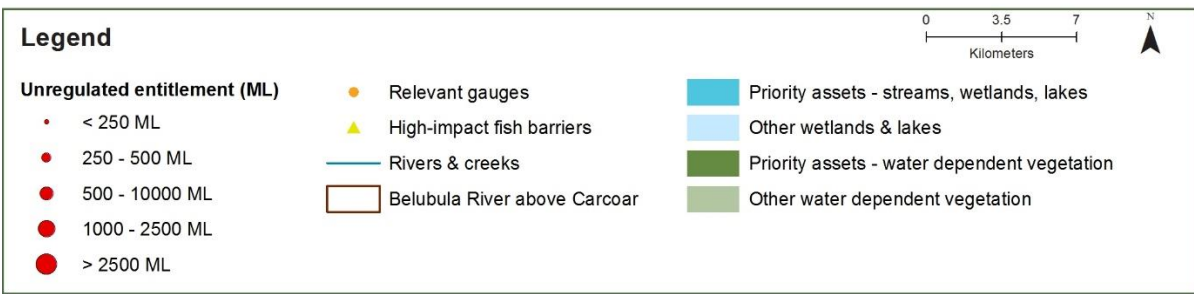 Legend
0 3.5 7
Kilometers
N
Unregulated entitlement (ML)
< 250 ML
250 - 500 ML
500 - 10000 ML
1000 - 2500 ML
> 2500 ML
Relevant gauges
High-impact fish barriers
Rivers & creeks
Belubula River above Carcoar
Priority assets - streams, wetlands, lakes
Other wetlands & lakes
Priority assets - water dependent vegetation
Other water dependent vegetation